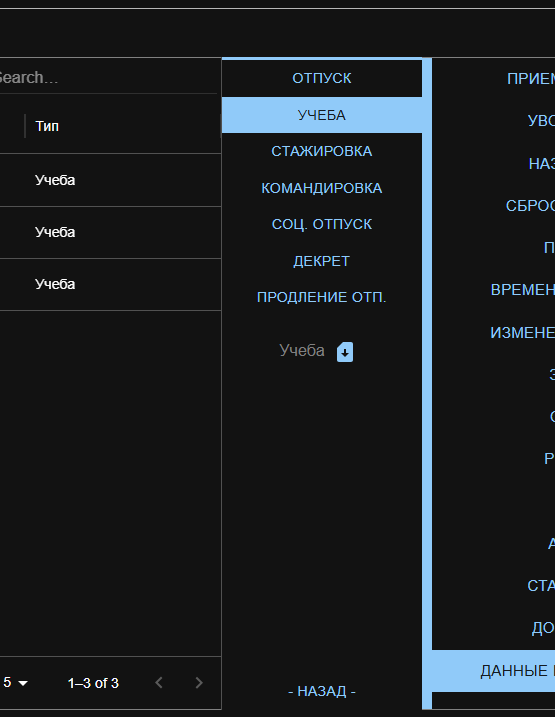 Search...
Тип
Учеба
Учеба
Учеба
5
1–3 of 3
ОТПУСК
УЧЕБА
СТАЖИРОВКА
КОМАНДИРОВКА
СОЦ. ОТПУСК
ДЕКРЕТ
ПРОДЛЕНИЕ ОТП.
Учеба
- НАЗАД -
ПРИЕМ
УВО
НАЗ
СБРОС
П
ВРЕМЕН
ИЗМЕНЕ
З
О
Р
А
СТА
ДО
ДАННЫЕ